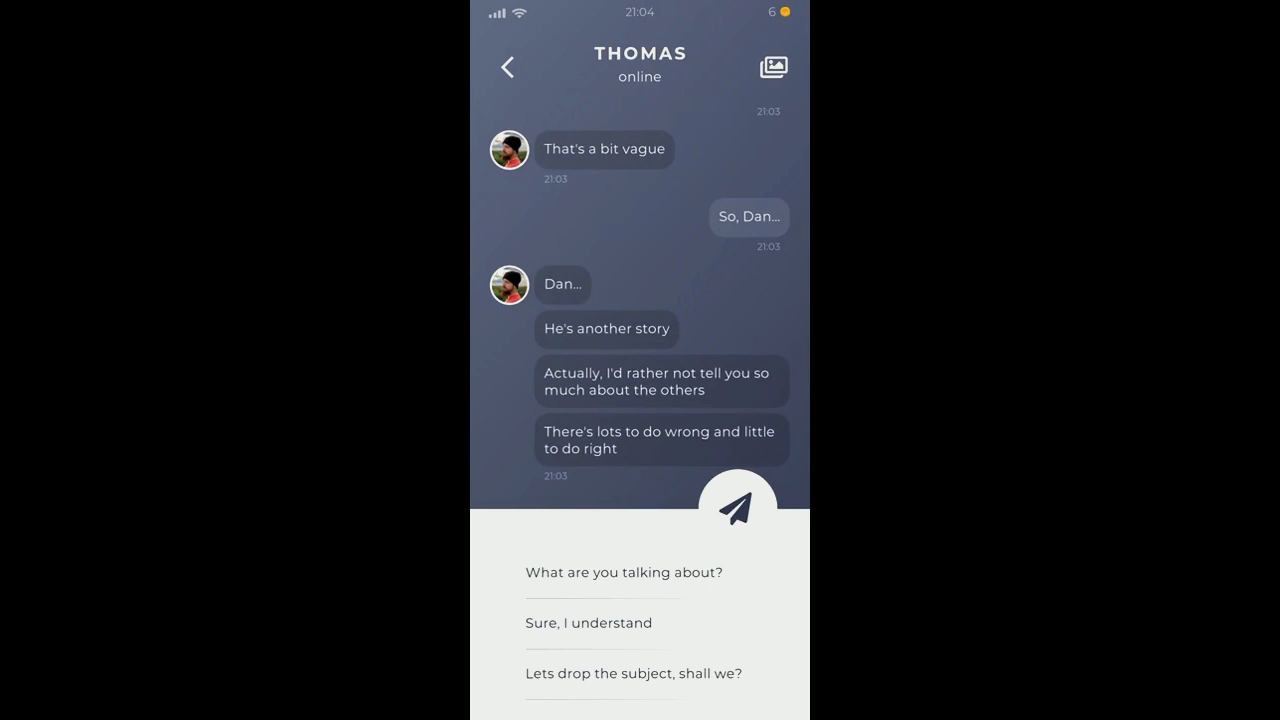 21:04
6
THOMAS
online
21:03
That's a bit vague
21:03
So, Dan...
21:03
Dan...
He's another story
Actually, I'd rather not tell you so
much about the others
There's lots to do wrong and little
to do right
21:03
What are you talking about?
Sure, I understand
Lets drop the subject, shall we?